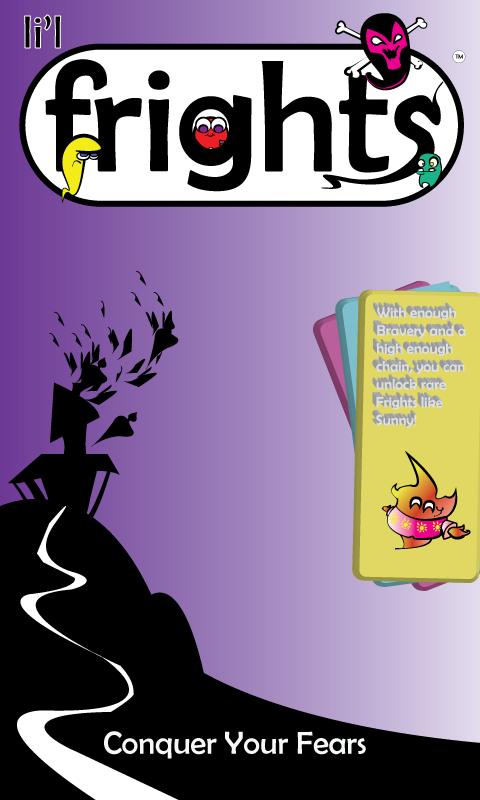 li'l
frights
TM
With enough
Bravery and a
high enough
chain, you can
unlock rare
Frights like
Sunny!
Conquer Your Fears